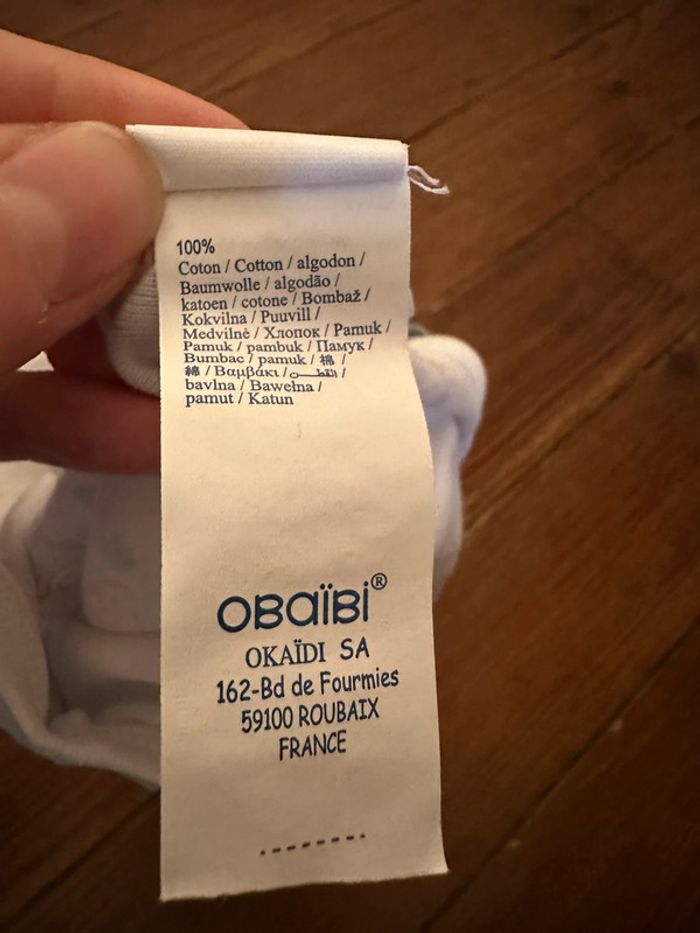 100%
Coton / Cotton / algodon /
Baumwolle / algodão /
katoen / cotone / Bombaž /
Kokvilna / Puuvill /
Medvilnė / Хлопок / Pamuk /
Pamuk / pambuk / Памук /
Bumbac / pamuk / 棉 /
綿 / Βαμβάκι / القطن /
bavlna / Bawełna /
pamut / Katun
OBaïBi®
OKAÏDI SA
162-Bd de Fourmies
59100 ROUBAIX
FRANCE